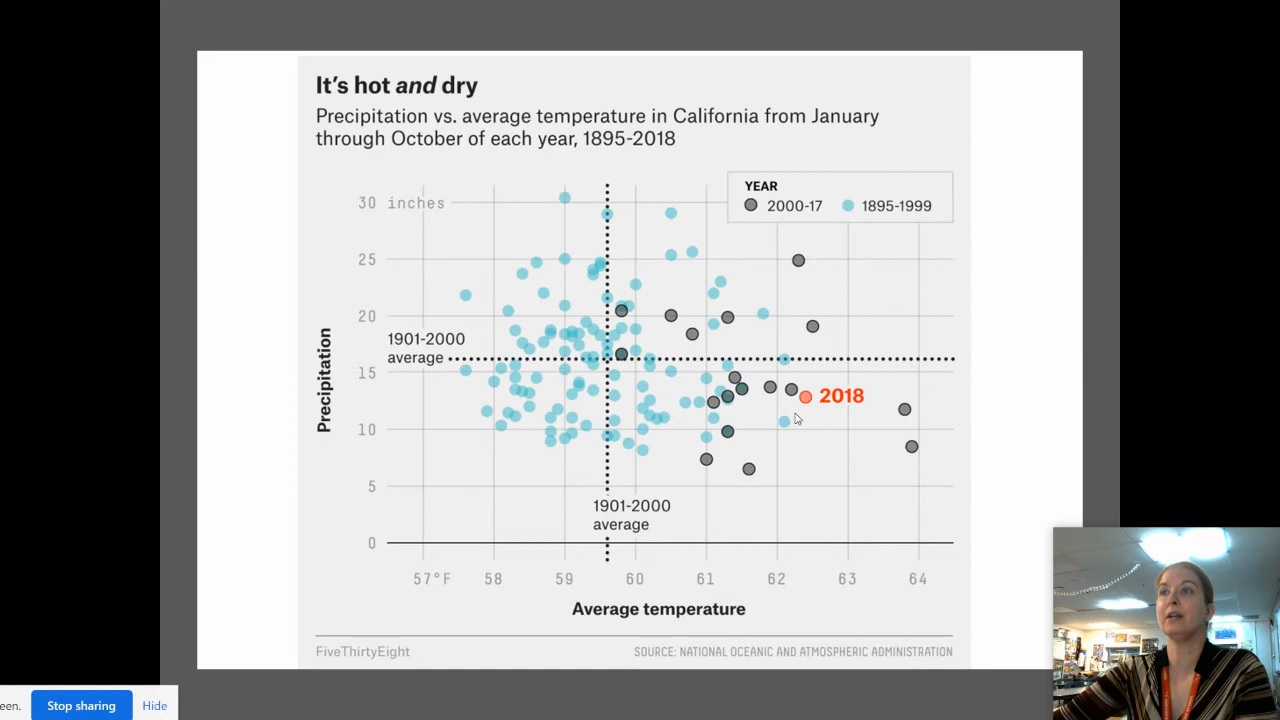 It's hot and dry
Precipitation vs. average temperature in California from January
through October of each year, 1895-2018
YEAR
2000-17
1895-1999
30 inches
25
20
15
10
5
0
1901-2000
average
Precipitation
2018
1901-2000
average
57°F
58
59
60
61
62
63
64
Average temperature
FiveThirtyEight
SOURCE: NATIONAL OCEANIC AND ATMOSPHERIC ADMINISTRATION
een.
Stop sharing
Hide